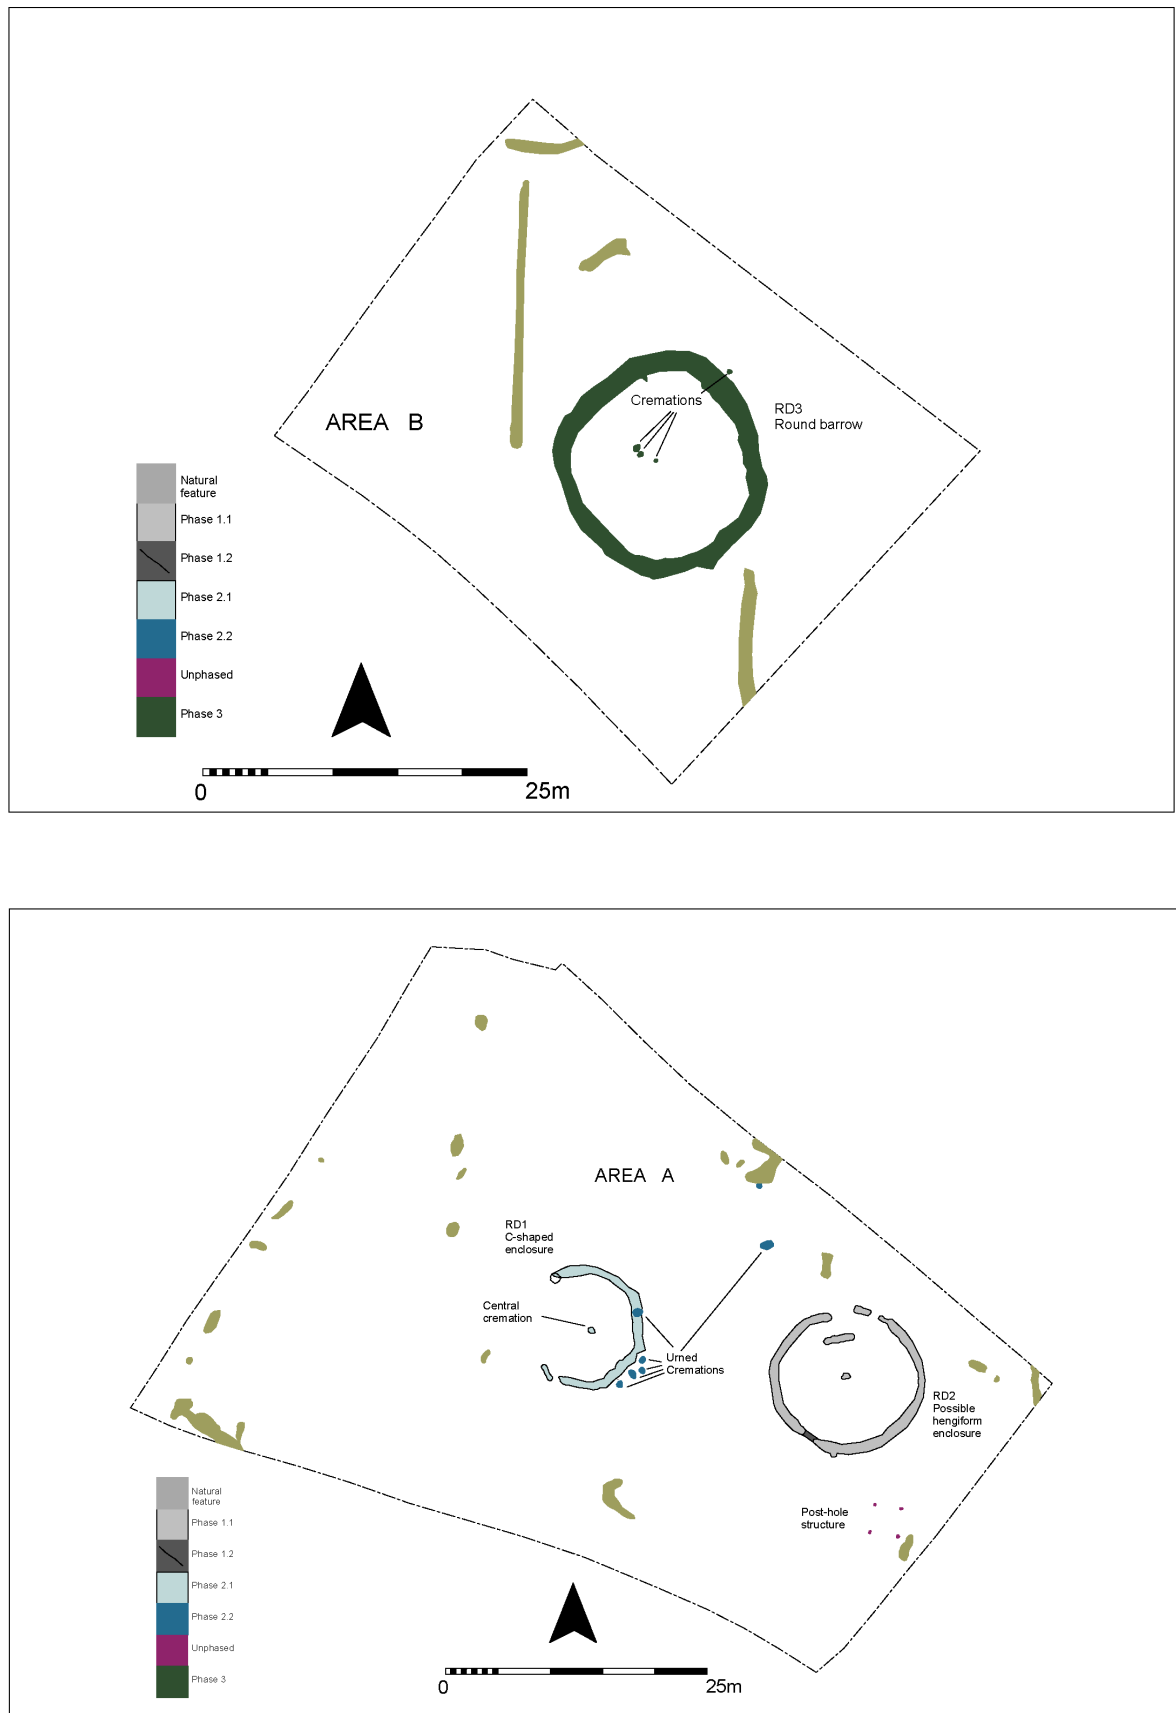 Cremations
RD3
Round barrow
AREA B
Natural
feature
Phase 1.1
Phase 1.2
Phase 2.1
Phase 2.2
Unphased
Phase 3
0
25m
AREA A
RD1
C-shaped
enclosure
Central
cremation
Urned
Cremations
RD2
Possible
hengiform
enclosure
Post-hole
structure
Natural
feature
Phase 1.1
Phase 1.2
Phase 2.1
Phase 2.2
Unphased
Phase 3
0
25m